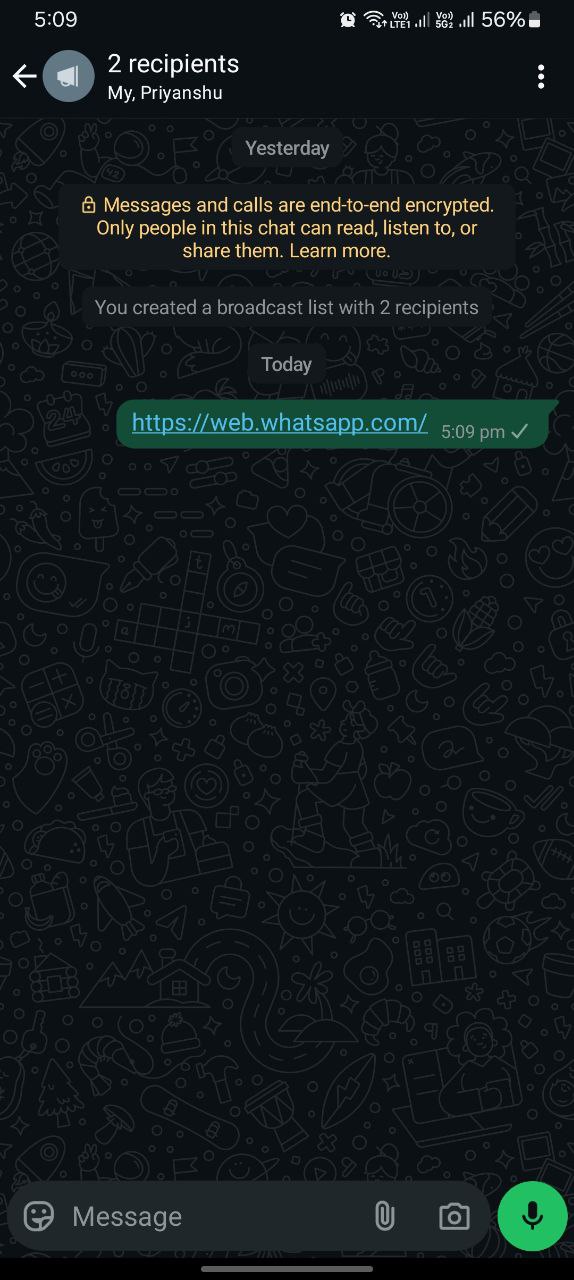 5:09
Vo)) LTE1 Vo)) 5G2 56%
2 recipients
My, Priyanshu
Yesterday
Messages and calls are end-to-end encrypted.
Only people in this chat can read, listen to, or
share them. Learn more.
You created a broadcast list with 2 recipients
Today
https://web.whatsapp.com/ 5:09 pm
Message